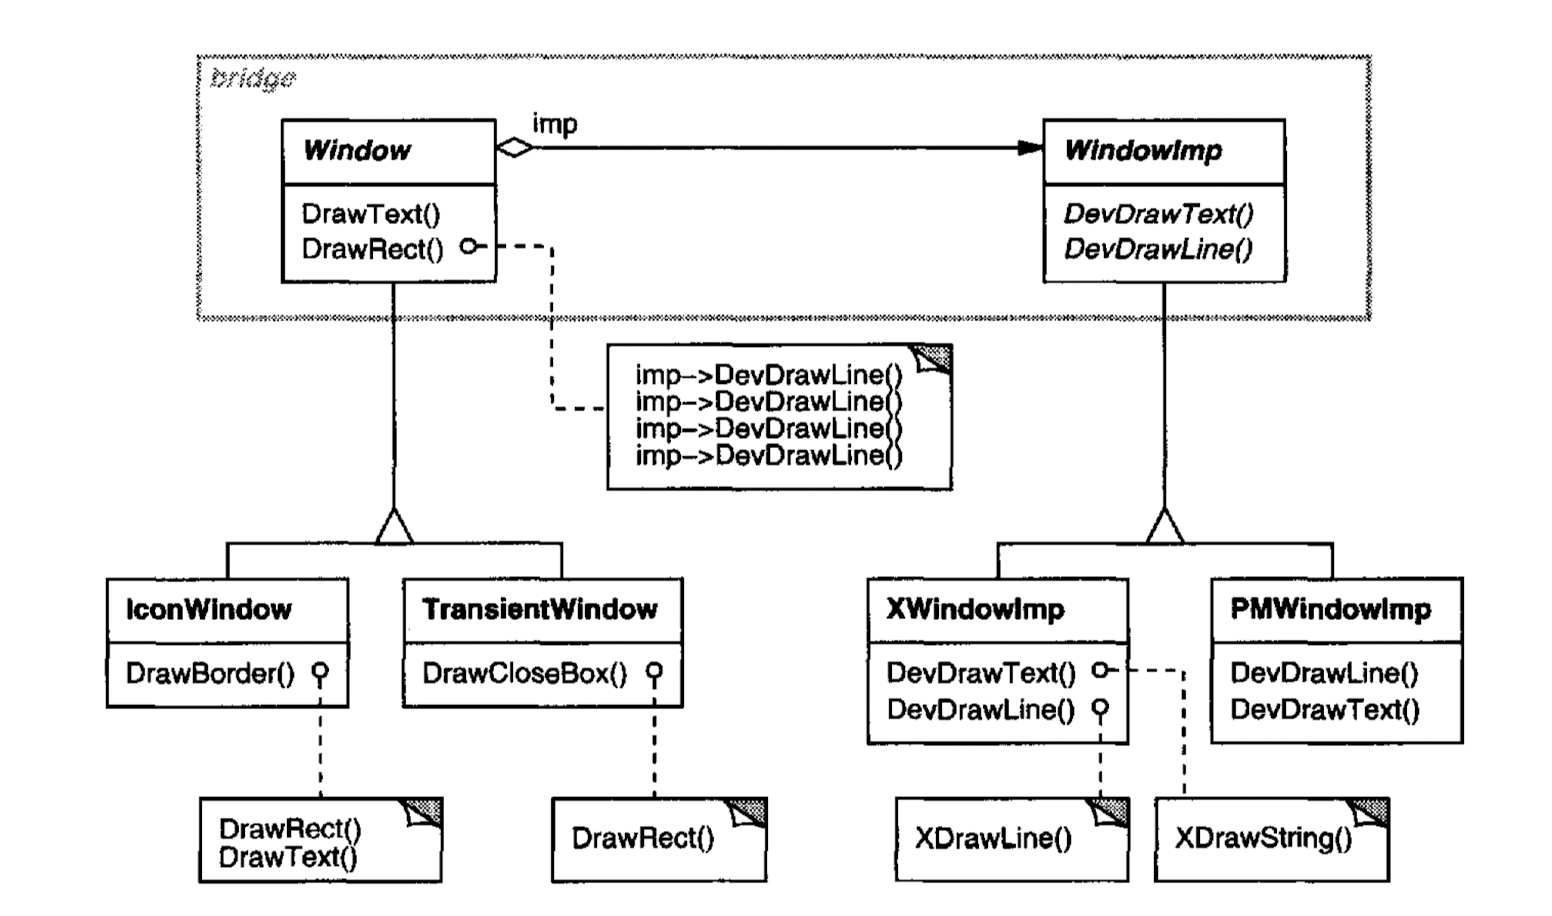 bridge
imp
Window
WindowImp
DrawText()
DrawRect()
DevDrawText()
DevDrawLine()
imp–>DevDrawLine()
imp–>DevDrawLine()
imp–>DevDrawLine()
imp–>DevDrawLine()
IconWindow
TransientWindow
XWindowImp
PMWindowImp
DrawBorder()
DrawCloseBox()
DevDrawText()
DevDrawLine()
DevDrawLine()
DevDrawText()
DrawRect()
DrawText()
DrawRect()
XDrawLine()
XDrawString()